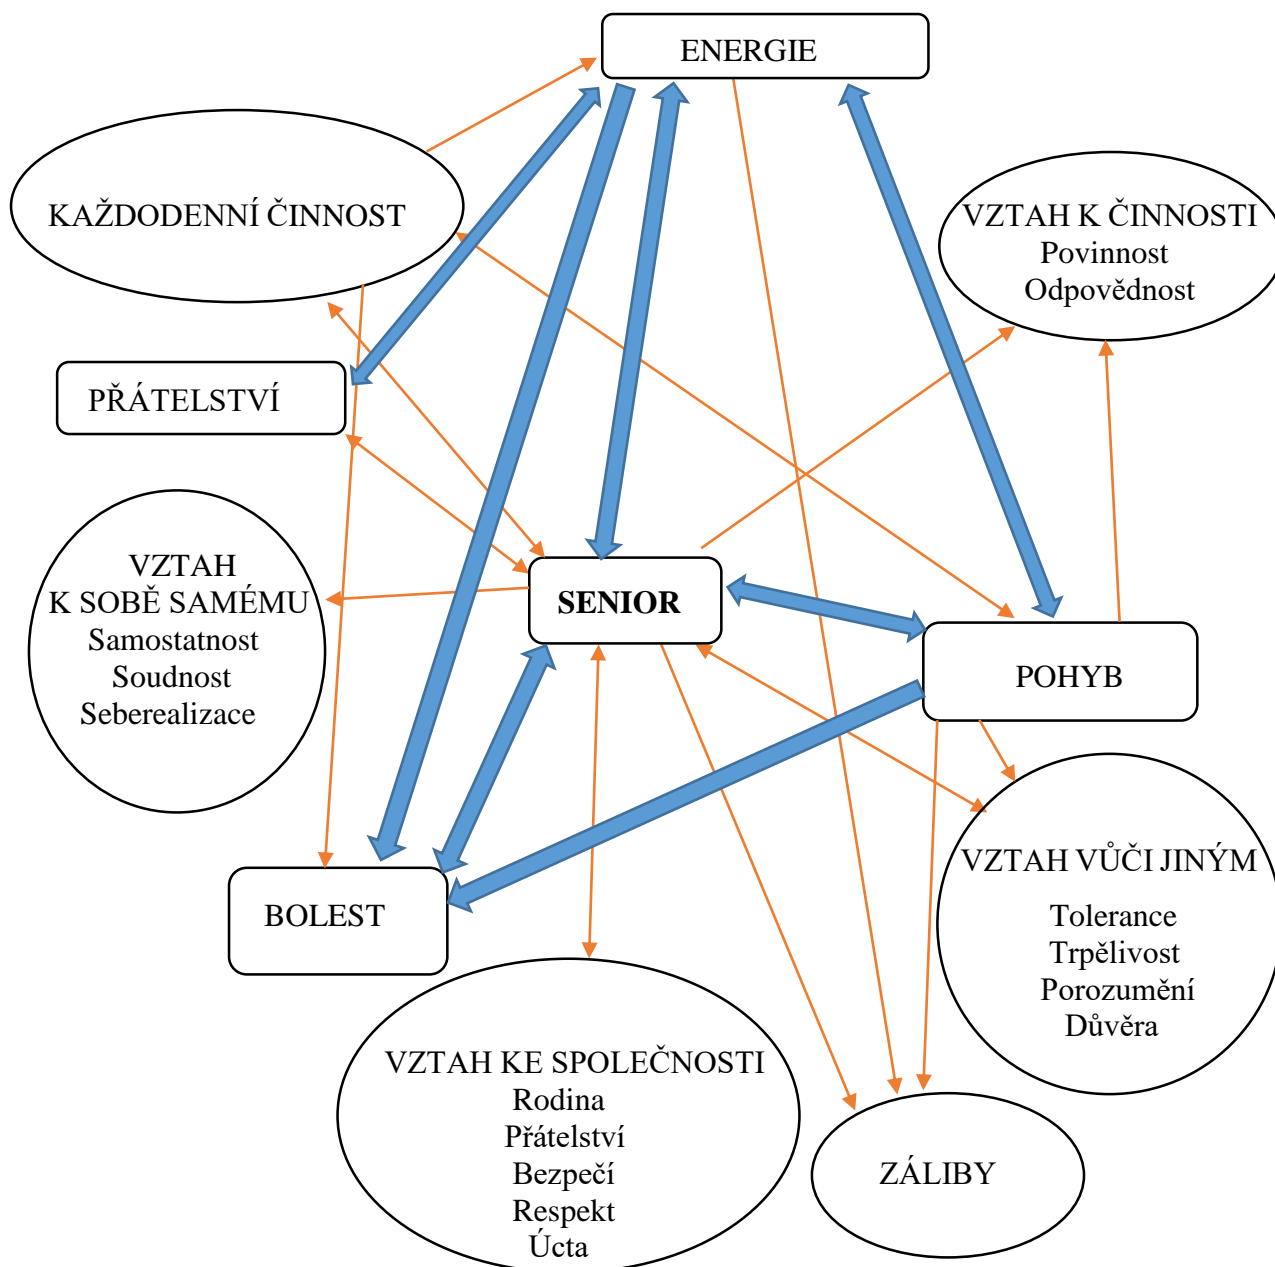 ENERGIE
KAŽDODENNÍ ČINNOST
VZTAH K ČINNOSTI
Povinnost
Odpovědnost
PŘÁTELSTVÍ
VZTAH
K SOBĚ SAMÉMU
Samostatnost
Soudnost
Seberealizace
SENIOR
POHYB
BOLEST
VZTAH VŮČI JINÝM
Tolerance
Trpělivost
Porozumění
Důvěra
VZTAH KE SPOLEČNOSTI
Rodina
Přátelství
Bezpečí
Respekt
Úcta
ZÁLIBY